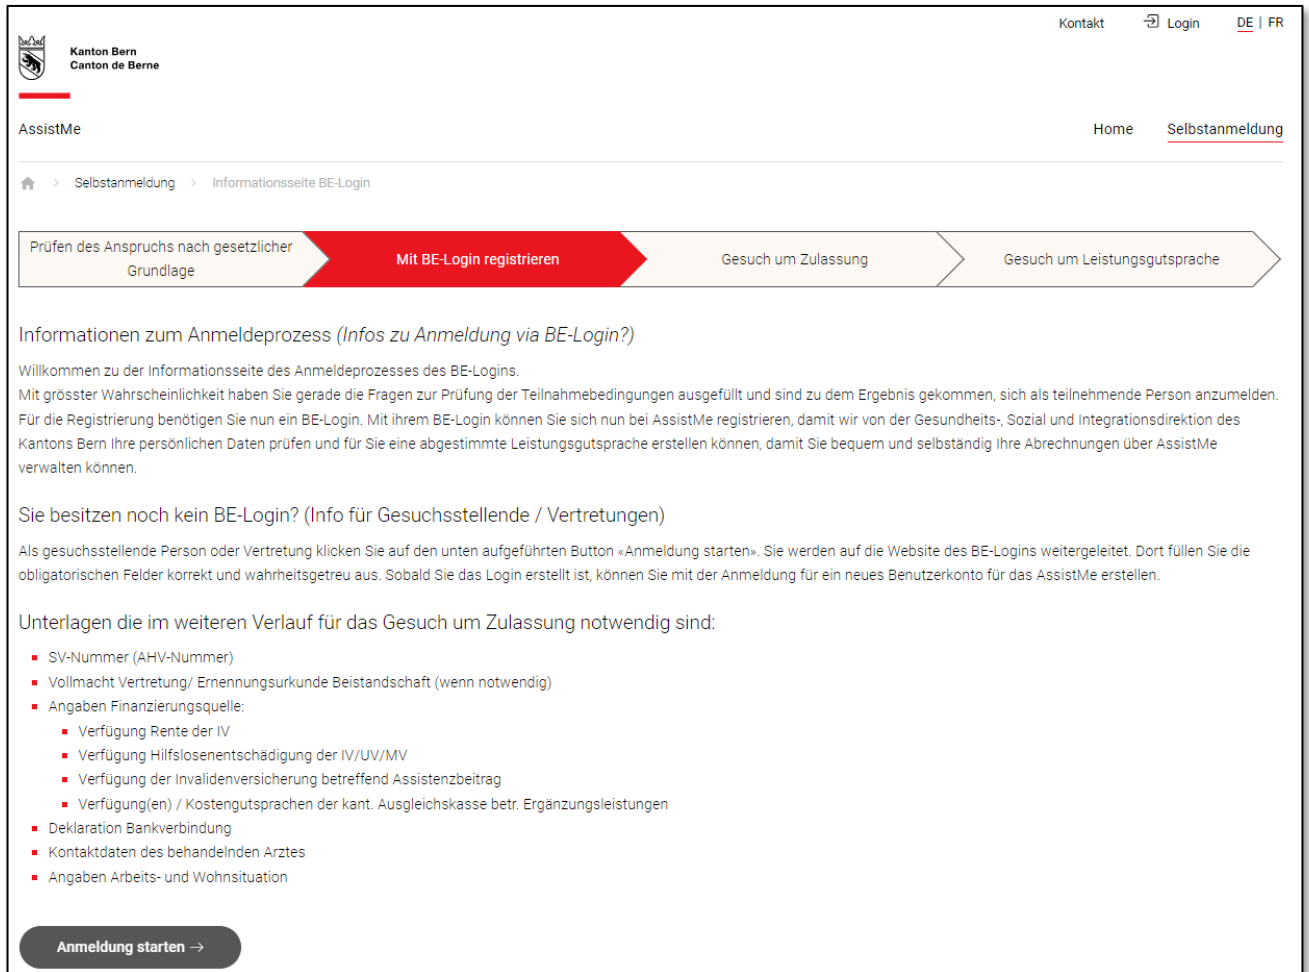 Kontakt Login DE | FR
Kanton Bern
Canton de Berne
AssistMe Home Selbstanmeldung
> Selbstanmeldung > Informationsseite BE-Login
Prüfen des Anspruchs nach gesetzlicher
Grundlage
Mit BE-Login registrieren
Gesuch um Zulassung
Gesuch um Leistungsgutsprache
Informationen zum Anmeldeprozess (Infos zu Anmeldung via BE-Login?)
Willkommen zu der Informationsseite des Anmeldeprozesses des BE-Logins.
Mit grösster Wahrscheinlichkeit haben Sie gerade die Fragen zur Prüfung der Teilnahmebedingungen ausgefüllt und sind zu dem Ergebnis gekommen, sich als teilnehmende Person anzumelden.
Für die Registrierung benötigen Sie nun ein BE-Login. Mit ihrem BE-Login können Sie sich nun bei AssistMe registrieren, damit wir von der Gesundheits-, Sozial und Integrationsdirektion des
Kantons Bern Ihre persönlichen Daten prüfen und für Sie eine abgestimmte Leistungsgutsprache erstellen können, damit Sie bequem und selbständig Ihre Abrechnungen über AssistMe
verwalten können.
Sie besitzen noch kein BE-Login? (Info für Gesuchsstellende / Vertretungen)
Als gesuchsstellende Person oder Vertretung klicken Sie auf den unten aufgeführten Button «Anmeldung starten». Sie werden auf die Website des BE-Logins weitergeleitet. Dort füllen Sie die
obligatorischen Felder korrekt und wahrheitsgetreu aus. Sobald Sie das Login erstellt ist, können Sie mit der Anmeldung für ein neues Benutzerkonto für das AssistMe erstellen.
Unterlagen die im weiteren Verlauf für das Gesuch um Zulassung notwendig sind:
SV-Nummer (AHV-Nummer)
Vollmacht Vertretung/ Ernennungsurkunde Beistandschaft (wenn notwendig)
Angaben Finanzierungsquelle:
Verfügung Rente der IV
Verfügung Hilfslosenentschädigung der IV/UV/MV
Verfügung der Invalidenversicherung betreffend Assistenzbeitrag
Verfügung(en) / Kostengutsprachen der kant. Ausgleichskasse betr. Ergänzungsleistungen
Deklaration Bankverbindung
Kontaktdaten des behandelnden Arztes
Angaben Arbeits- und Wohnsituation
Anmeldung starten →